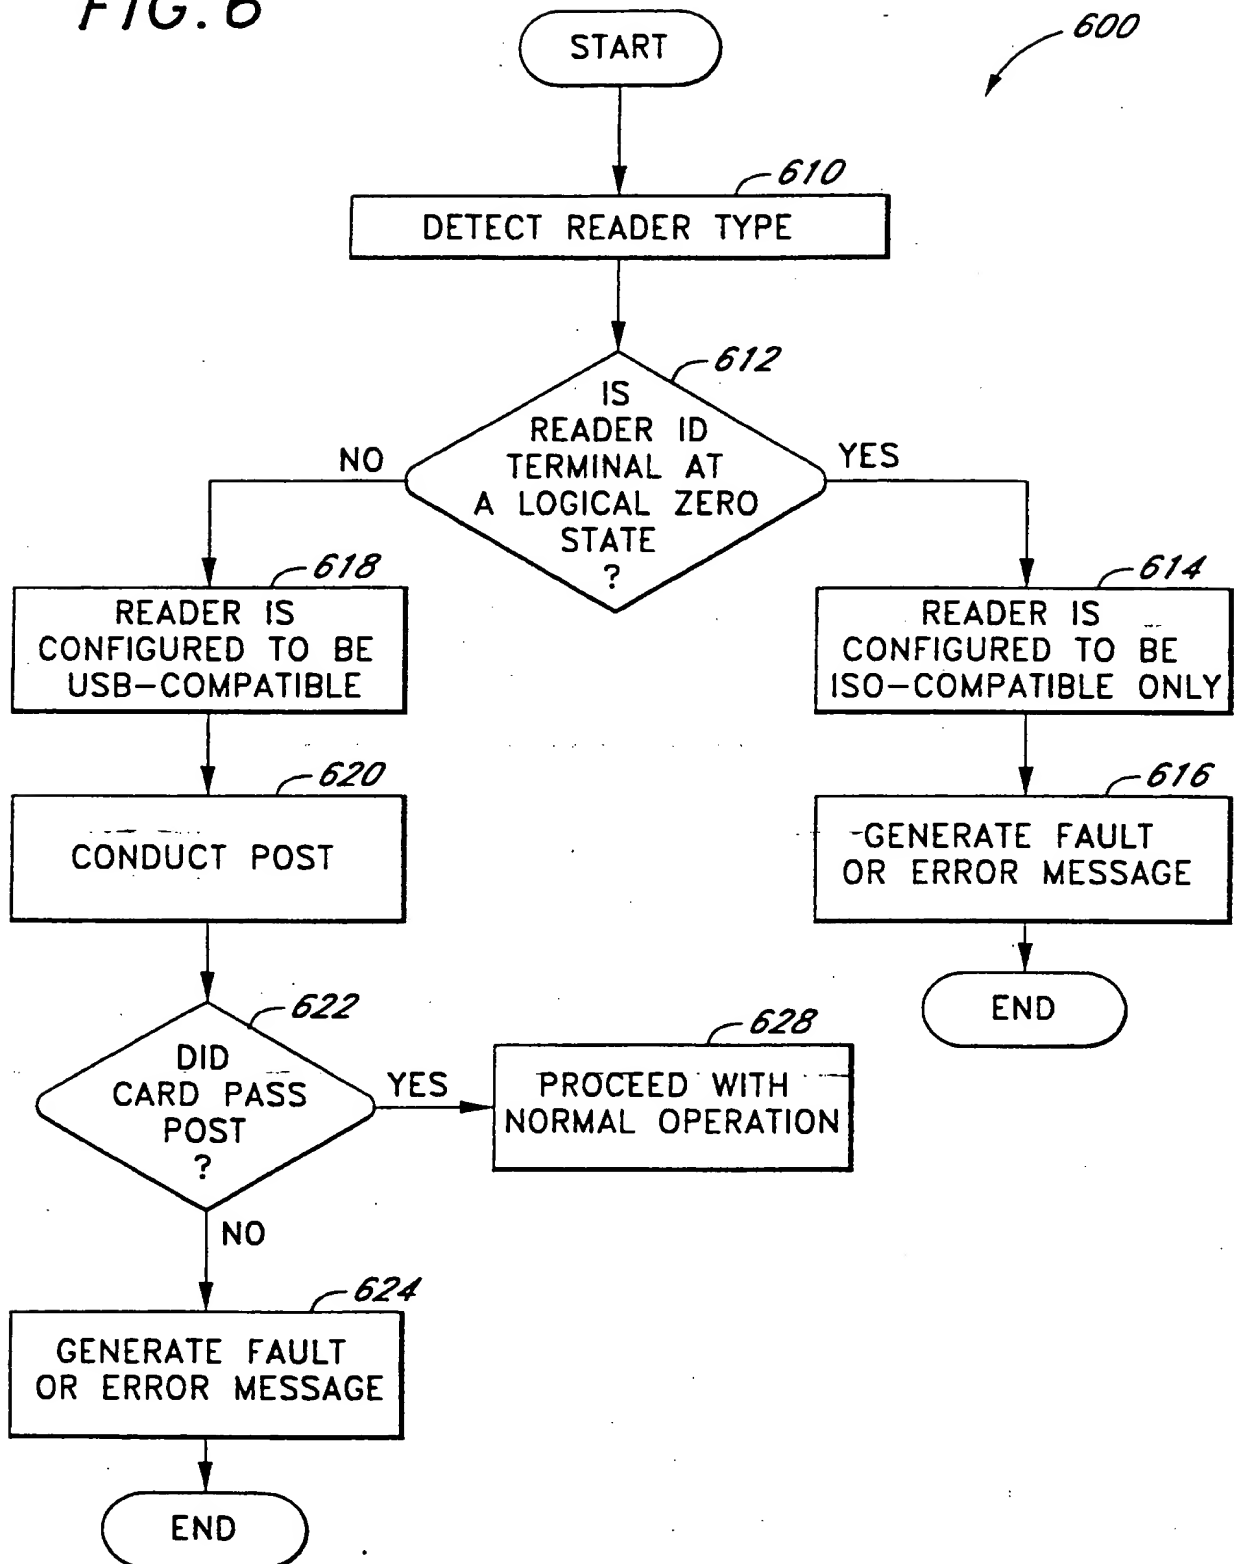 FIG. 6
START
600
610
DETECT READER TYPE
612
IS
READER ID
TERMINAL AT
A LOGICAL ZERO
STATE
?
NO
YES
618
READER IS
CONFIGURED TO BE
USB-COMPATIBLE
614
READER IS
CONFIGURED TO BE
ISO-COMPATIBLE ONLY
620
CONDUCT POST
616
GENERATE FAULT
OR ERROR MESSAGE
END
622
DID
CARD PASS
POST
?
YES
628
PROCEED WITH
NORMAL OPERATION
NO
624
GENERATE FAULT
OR ERROR MESSAGE
END